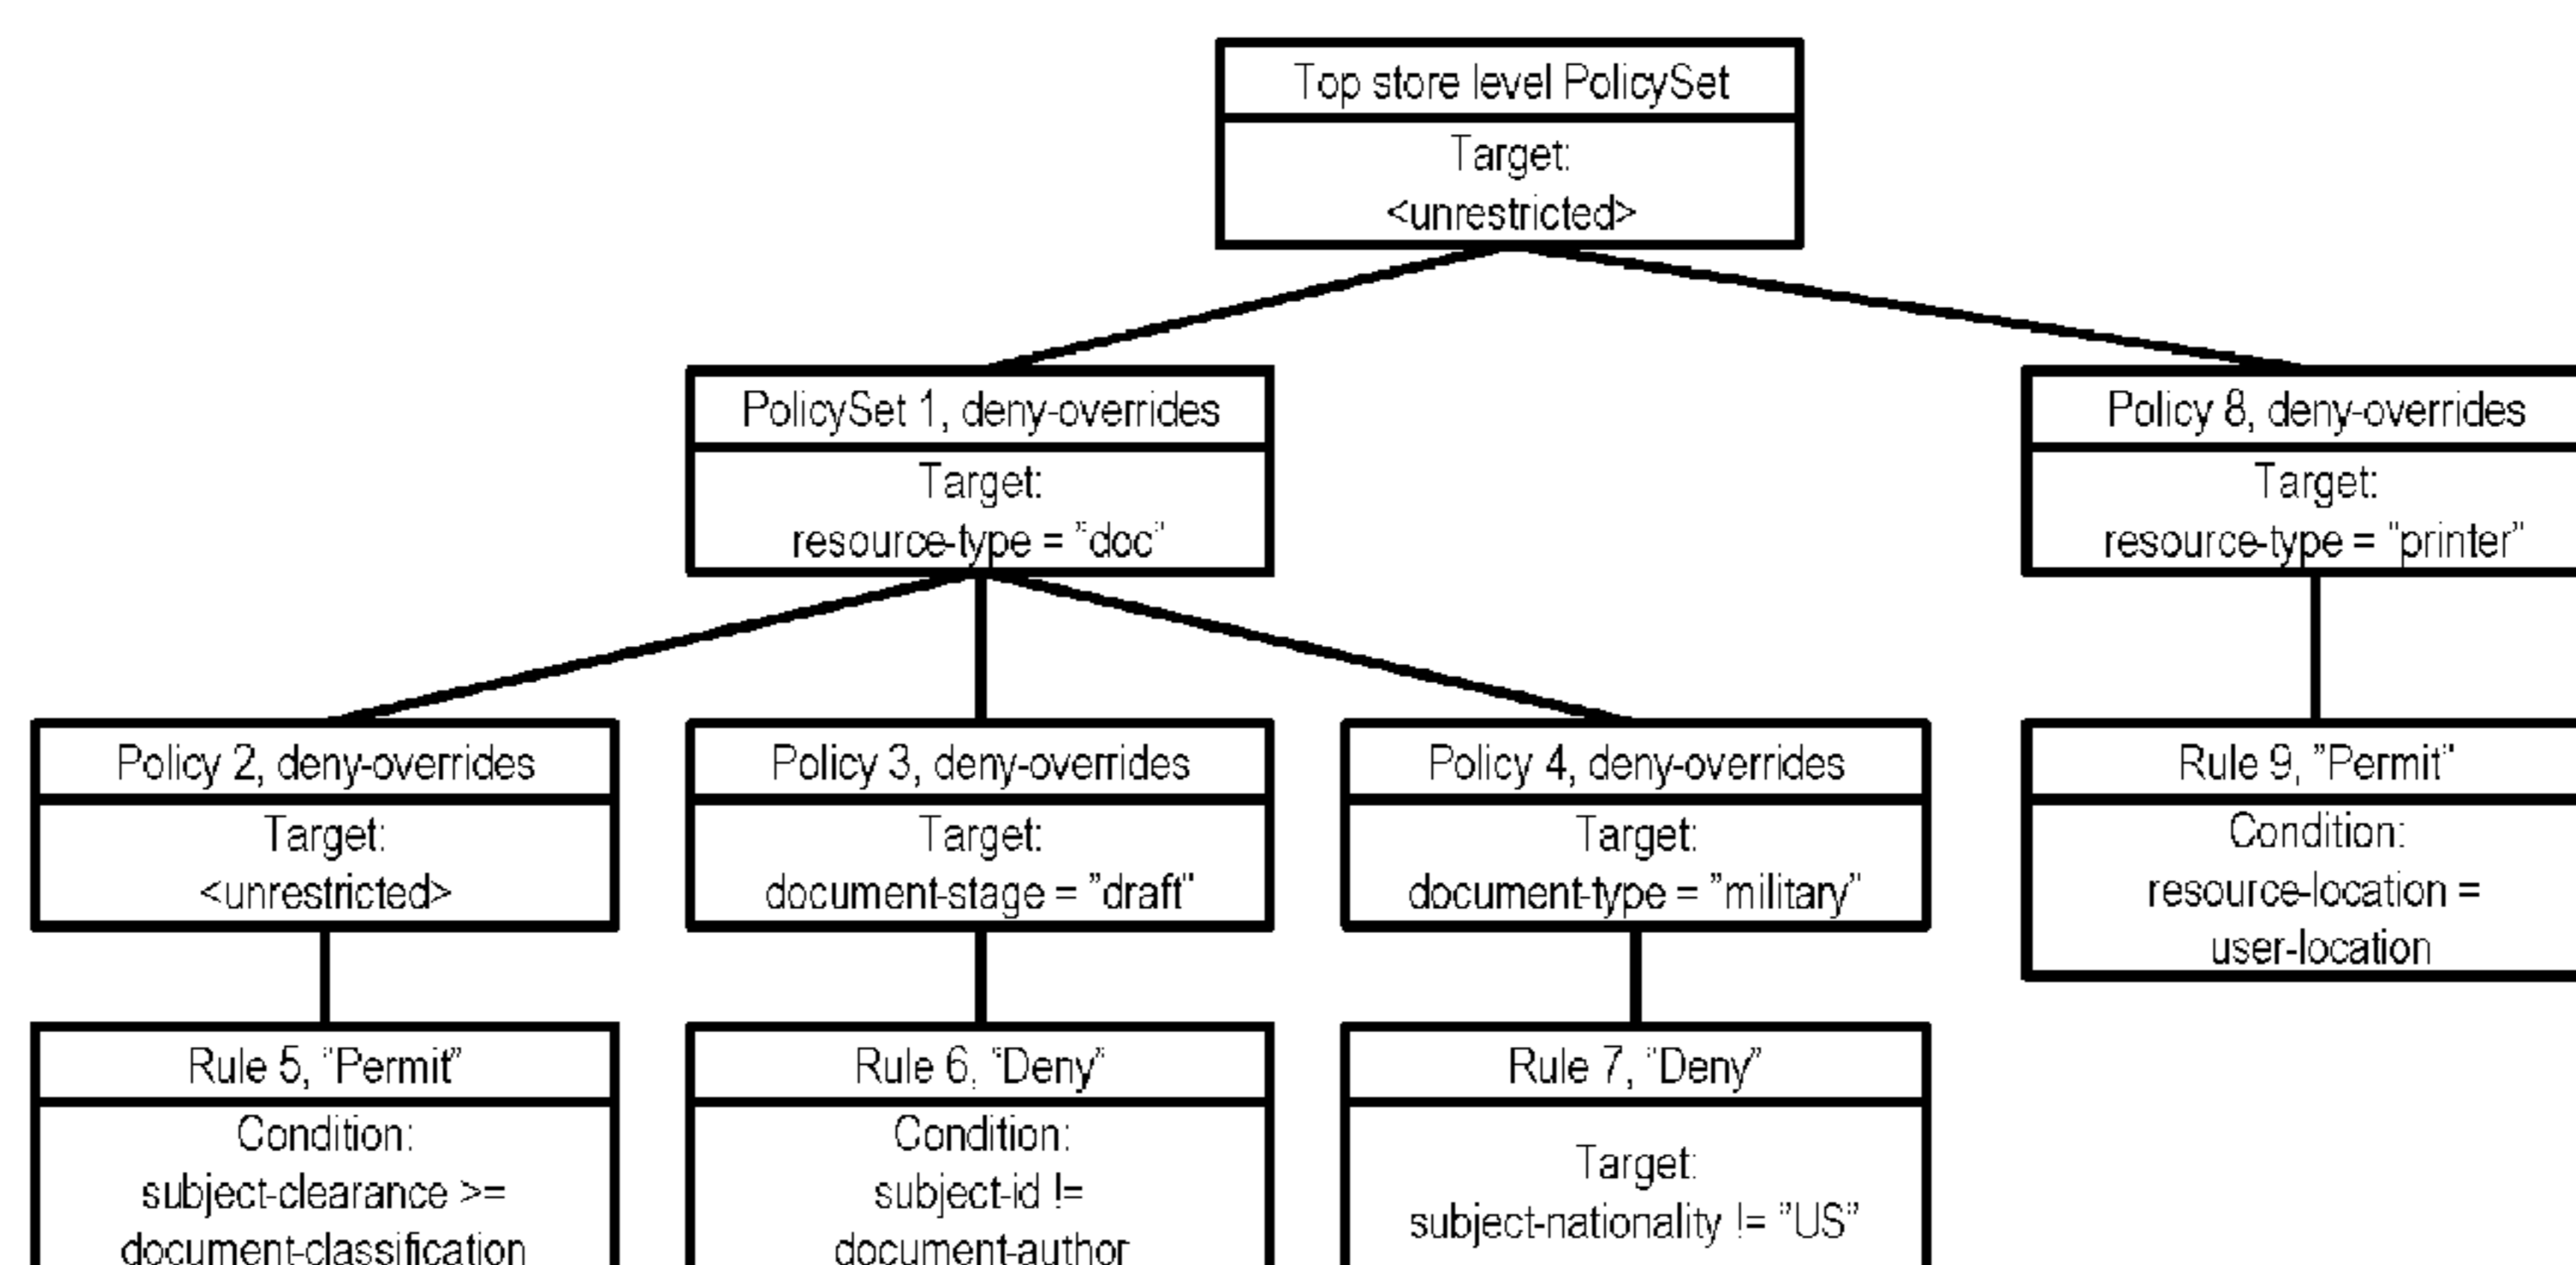 Top store level PolicySet
Target:
<unrestricted>
PolicySet 1, deny-overrides
Target:
resource-type = ”doc”
Policy 8, deny-overrides
Target:
resource-type = ”printer”
Policy 2, deny-overrides
Target:
<unrestricted>
Policy 3, deny-overrides
Target:
document-stage = ”draft”
Policy 4, deny-overrides
Target:
document-type = ”military”
Rule 9, ”Permit”
Condition:
resource-location =
user-location
Rule 5, ”Permit”
Condition:
subject-clearance >=
document-classification
Rule 6, ”Deny”
Condition:
subject-id !=
document-author
Rule 7, ”Deny”
Target:
subject-nationality != ”US”